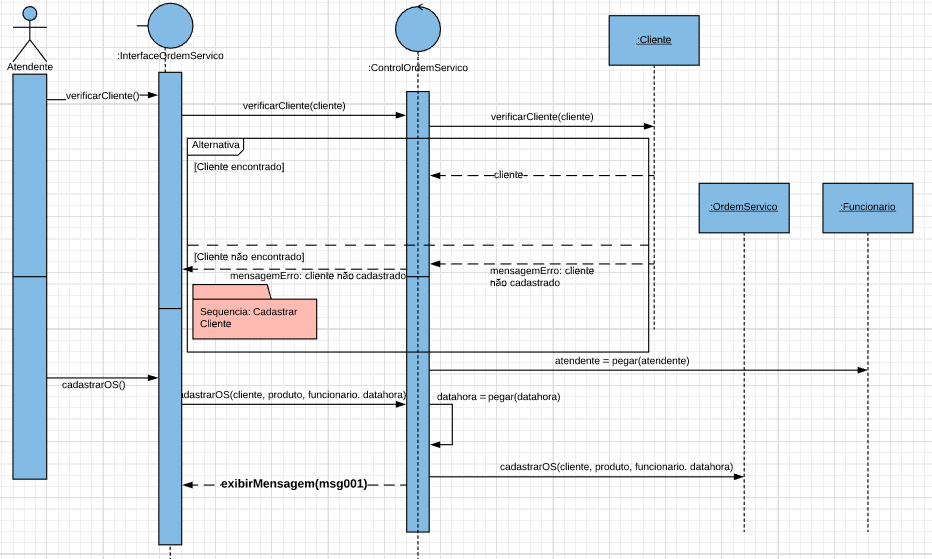 Atendente
:InterfaceOrdemServico
:ControlOrdemServico
:Cliente
verificarCliente()
verificarCliente(cliente)
verificarCliente(cliente)
Alternativa
[Cliente encontrado]
cliente
:OrdemServico
:Funcionario
[Cliente não encontrado]
mensagemErro: cliente não cadastrado
mensagemErro: cliente
não cadastrado
Sequencia: Cadastrar
Cliente
atendente = pegar(atendente)
cadastrarOS()
adastrarOS(cliente, produto, funcionario. datahora)
datahora = pegar(datahora)
cadastrarOS(cliente, produto, funcionario. datahora)
exibirMensagem(msg001)